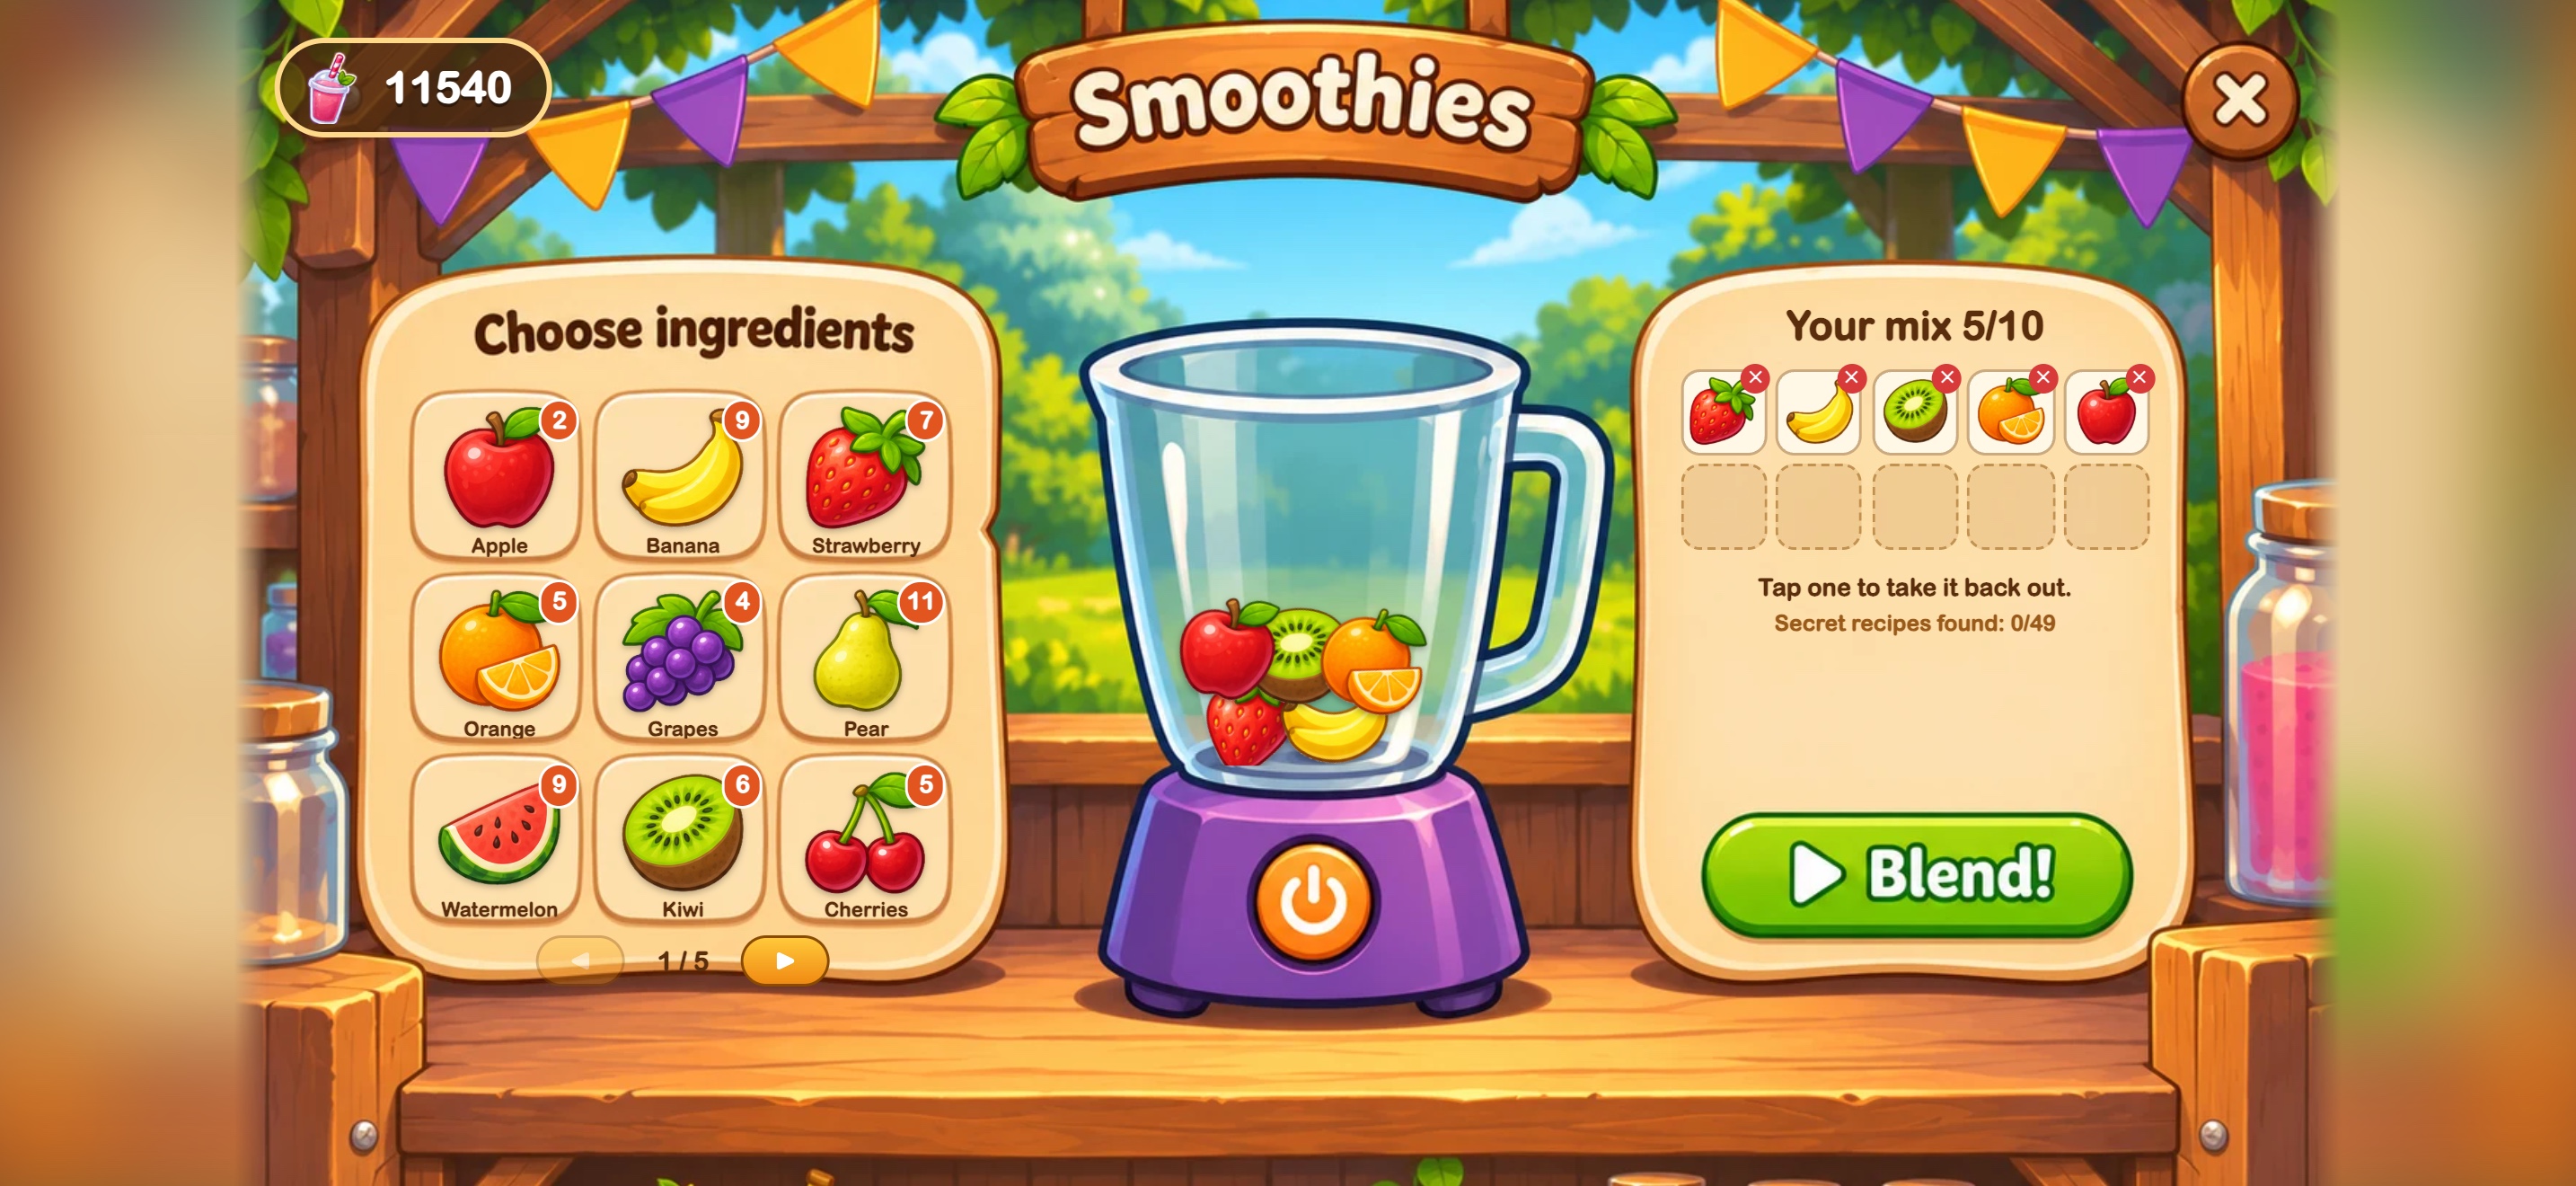 11540
Smoothies
Choose ingredients
2
9
7
Apple
Banana
Strawberry
5
4
11
Orange
Grapes
Pear
9
6
5
Watermelon
Kiwi
Cherries
1 / 5
Your mix 5/10
Tap one to take it back out.
Secret recipes found: 0/49
Blend!